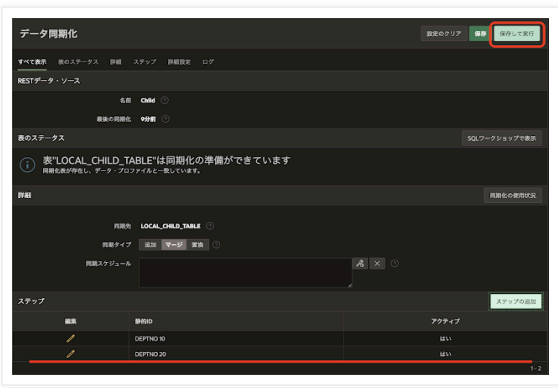 データ同期化
設定のクリア 保存 保存して実行
すべて表示 表のステータス 詳細 ステップ 詳細設定 ログ
RESTデータ・ソース
名前 Child
最後の同期化 9分前
表のステータス SQLワークショップで表示
表"LOCAL_CHILD_TABLE"は同期化の準備ができています
同期化表が存在し、データ・プロファイルと一致しています。
詳細 同期化の使用状況
同期先 LOCAL_CHILD_TABLE
同期タイプ 追加 マージ 置換
同期スケジュール
ステップ ステップの追加
編集 静的ID アクティブ
DEPTNO 10 はい
DEPTNO 20 はい
1 - 2